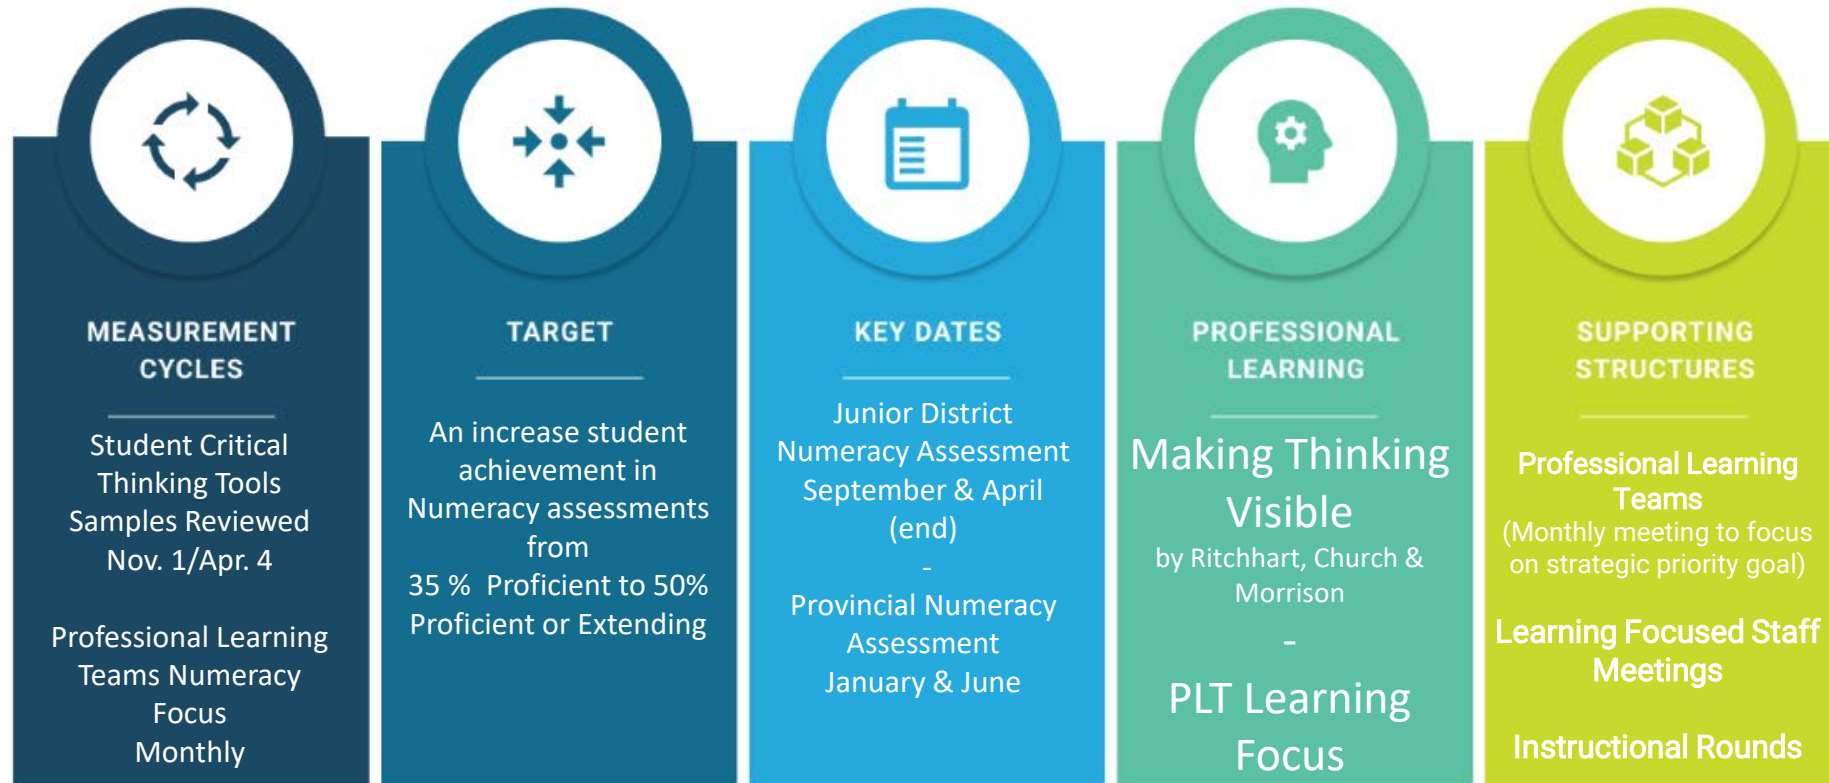 MEASUREMENT
CYCLES
Student Critical
Thinking Tools
Samples Reviewed
Nov. 1/Apr. 4
Professional Learning
Teams Numeracy
Focus
Monthly
TARGET
An increase student
achievement in
Numeracy assessments
from
35 % Proficient to 50%
Proficient or Extending
KEY DATES
Junior District
Numeracy Assessment
September & April
(end)
-
Provincial Numeracy
Assessment
January & June
PROFESSIONAL
LEARNING
Making Thinking
Visible
by Ritchhart, Church &
Morrison
-
PLT Learning
Focus
SUPPORTING
STRUCTURES
Professional Learning
Teams
(Monthly meeting to focus
on strategic priority goal)
Learning Focused Staff
Meetings
Instructional Rounds